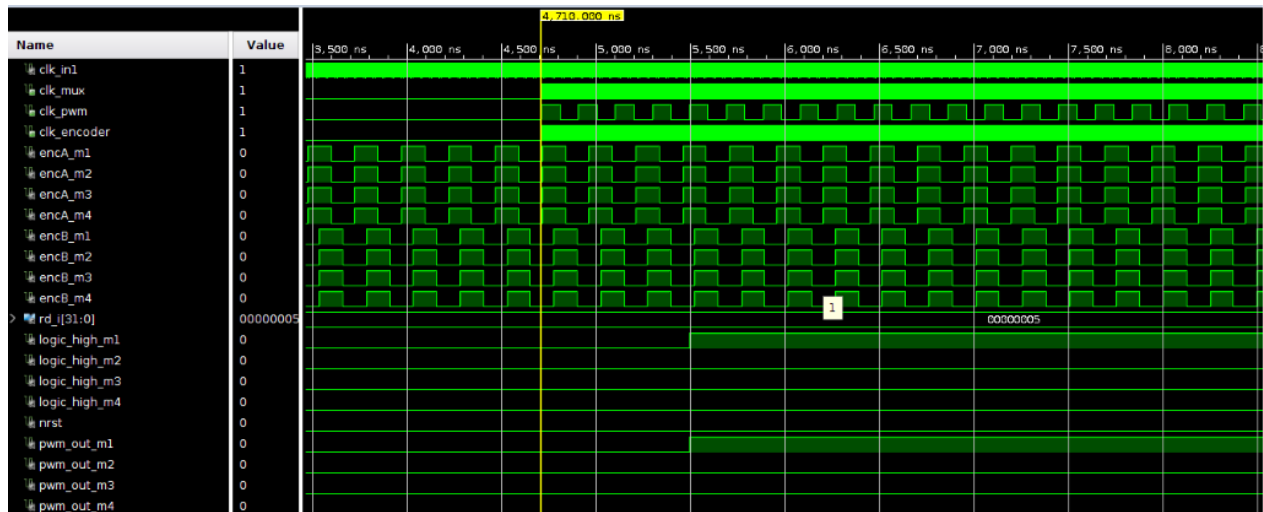 4,710.000 ns
Name Value 3,500 ns 4,000 ns 4,500 ns 5,000 ns 5,500 ns 6,000 ns 6,500 ns 7,000 ns 7,500 ns 8,000 ns
clk_in1 1
clk_mux 1
clk_pwm 1
clk_encoder 1
encA_m1 0
encA_m2 0
encA_m3 0
encA_m4 0
encB_m1 0
encB_m2 0
encB_m3 0
encB_m4 0 1
rd_i[31:0] 00000005 00000005
logic_high_m1 0
logic_high_m2 0
logic_high_m3 0
logic_high_m4 0
nrst 0
pwm_out_m1 0
pwm_out_m2 0
pwm_out_m3 0
pwm_out_m4 0